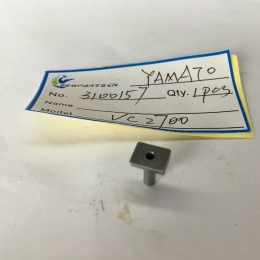 YAMATO
No. 3100157 Qty. 1pcs
Name
Model VC2700